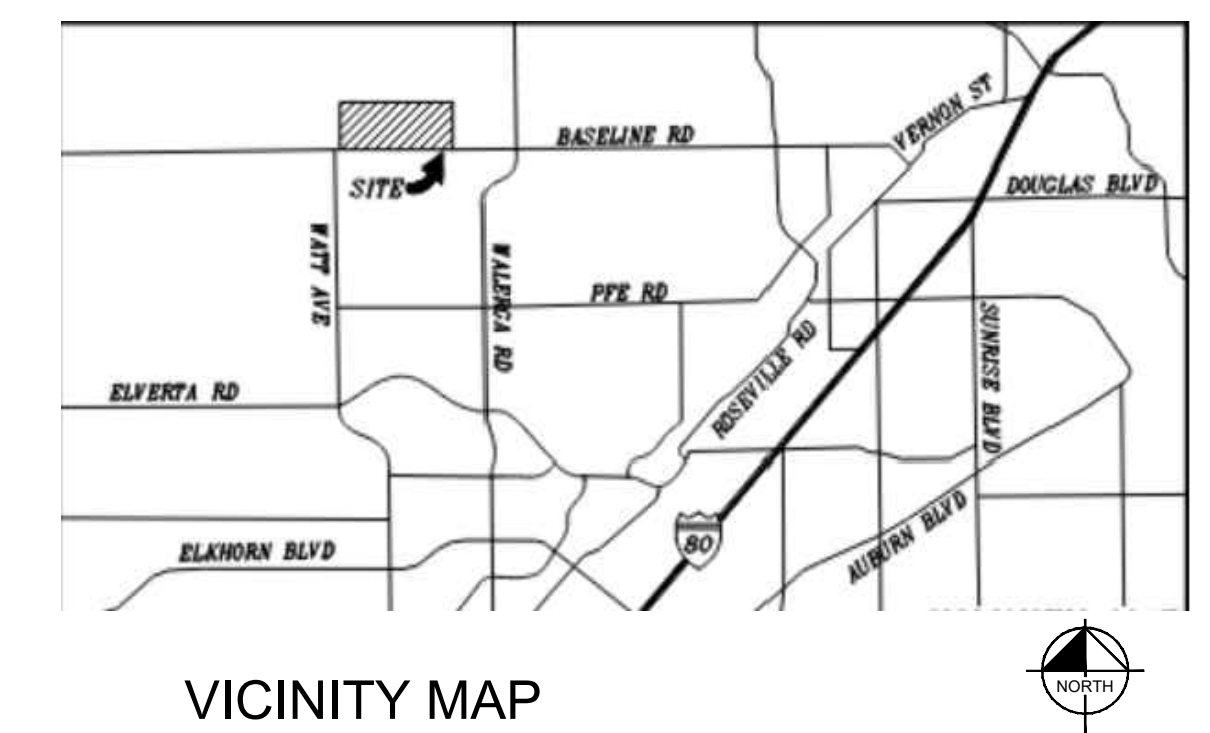 VERNON ST
BASELINE RD
SITE
DOUGLAS BLVD
WATT AVE
WALERGA RD
PFE RD
SUNRISE BLVD
ROSEVILLE RD
ELVERTA RD
80
ELKHORN BLVD
AUBURN BLVD
VICINITY MAP
NORTH